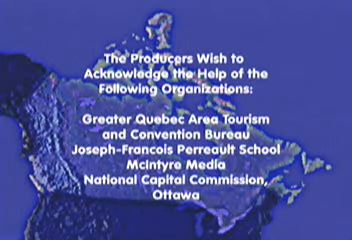 The Producers Wish to
Acknowledge the Help of the
Following Organizations:
Greater Quebec Area Tourism
and Convention Bureau
Joseph-Francois Perreault School
McIntyre Media
National Capital Commission,
Ottawa